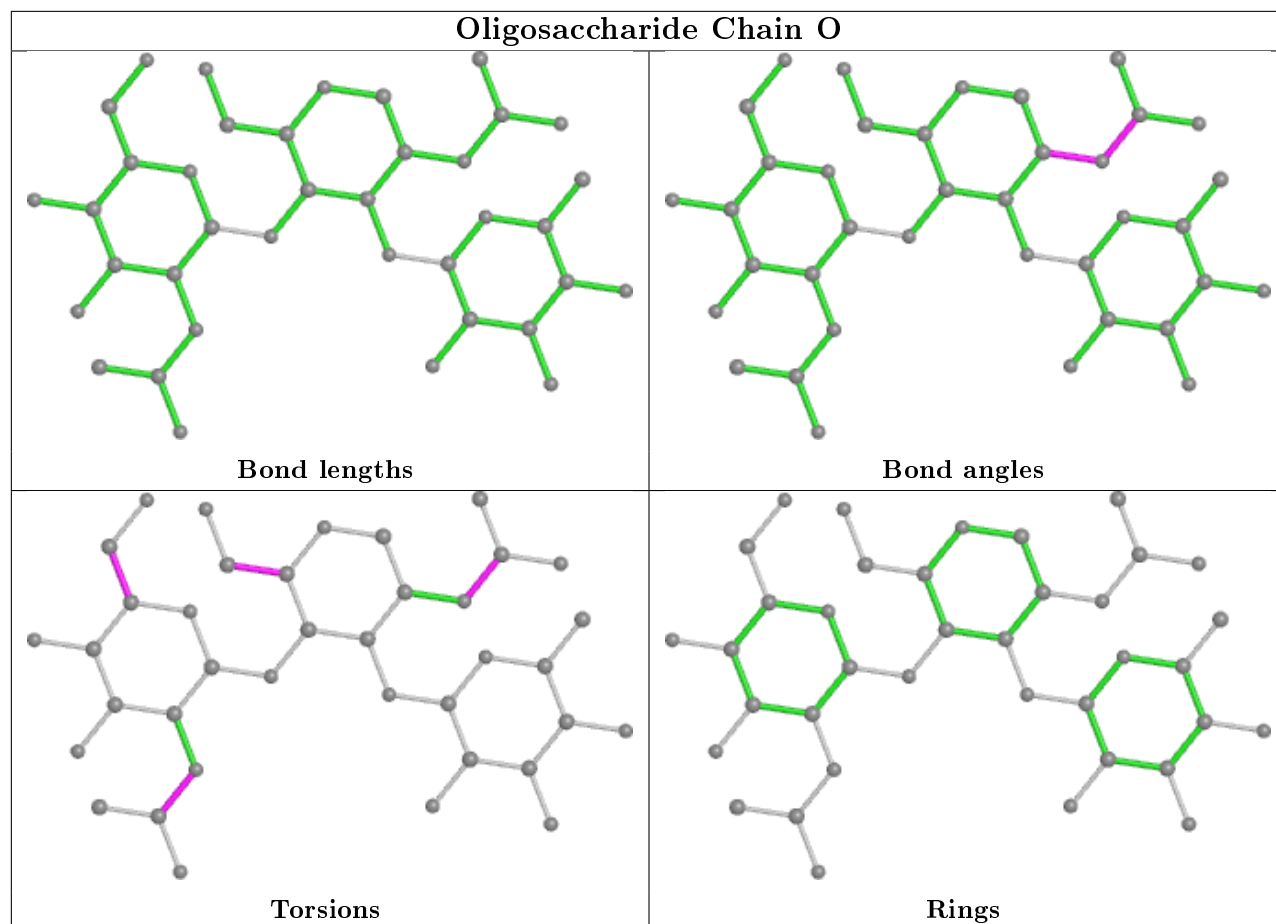 Oligosaccharide Chain O
Bond lengths
Bond angles
Torsions
Rings